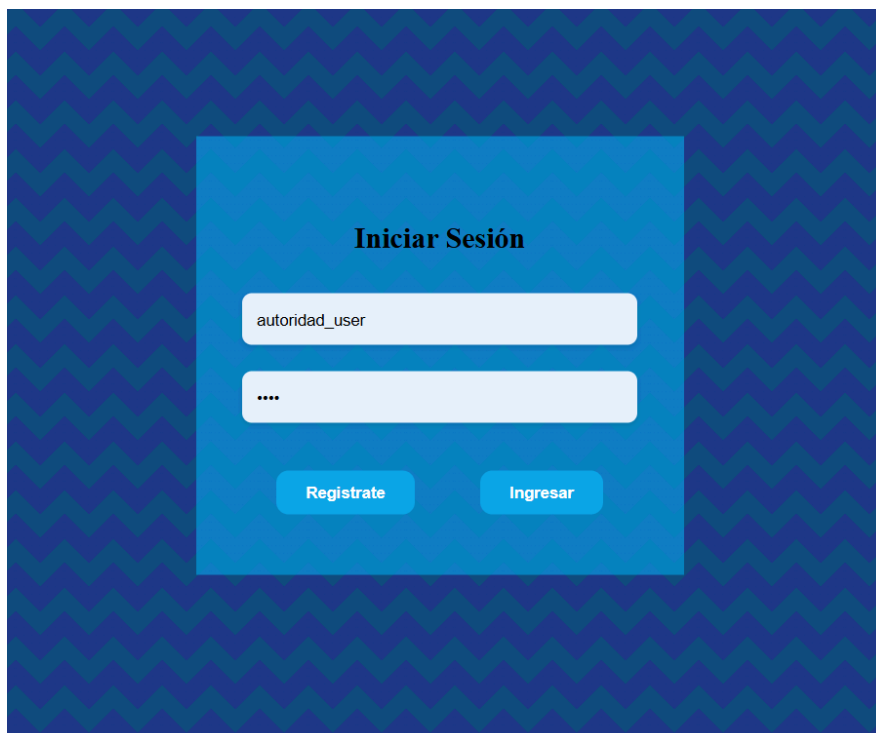 Iniciar Sesión
autoridad_user
••••
Registrate
Ingresar